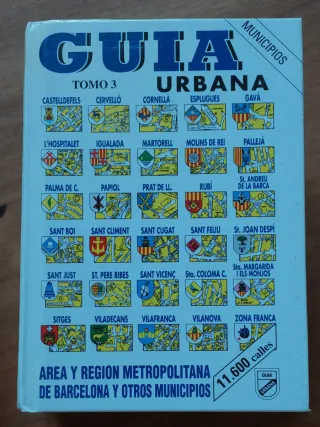 GUIA
MUNICIPIOS
TOMO 3
URBANA
CASTELLDEFELS CERVELLÓ CORNELLÁ ESPLUGUES GAVÁ
L'HOSPITALET IGUALADA MARTORELL MOLINS DE REI PALLEJÁ
PALMA DE C. PAPIOL PRAT DE LL. RUBÍ St. ANDREU DE LA BARCA
SANT BOI SANT CLIMENT SANT CUGAT SANT FELIU St. JOAN DESPÍ
SANT JUST ST. PERE RIBES SANT VICENÇ Sta. COLOMA C. Sta. MARGARIDA I ELS MONJOS
SITGES VILADECANS VILAFRANCA VILANOVA ZONA FRANCA
AREA Y REGION METROPOLITANA
DE BARCELONA Y OTROS MUNICIPIOS
11.600 calles